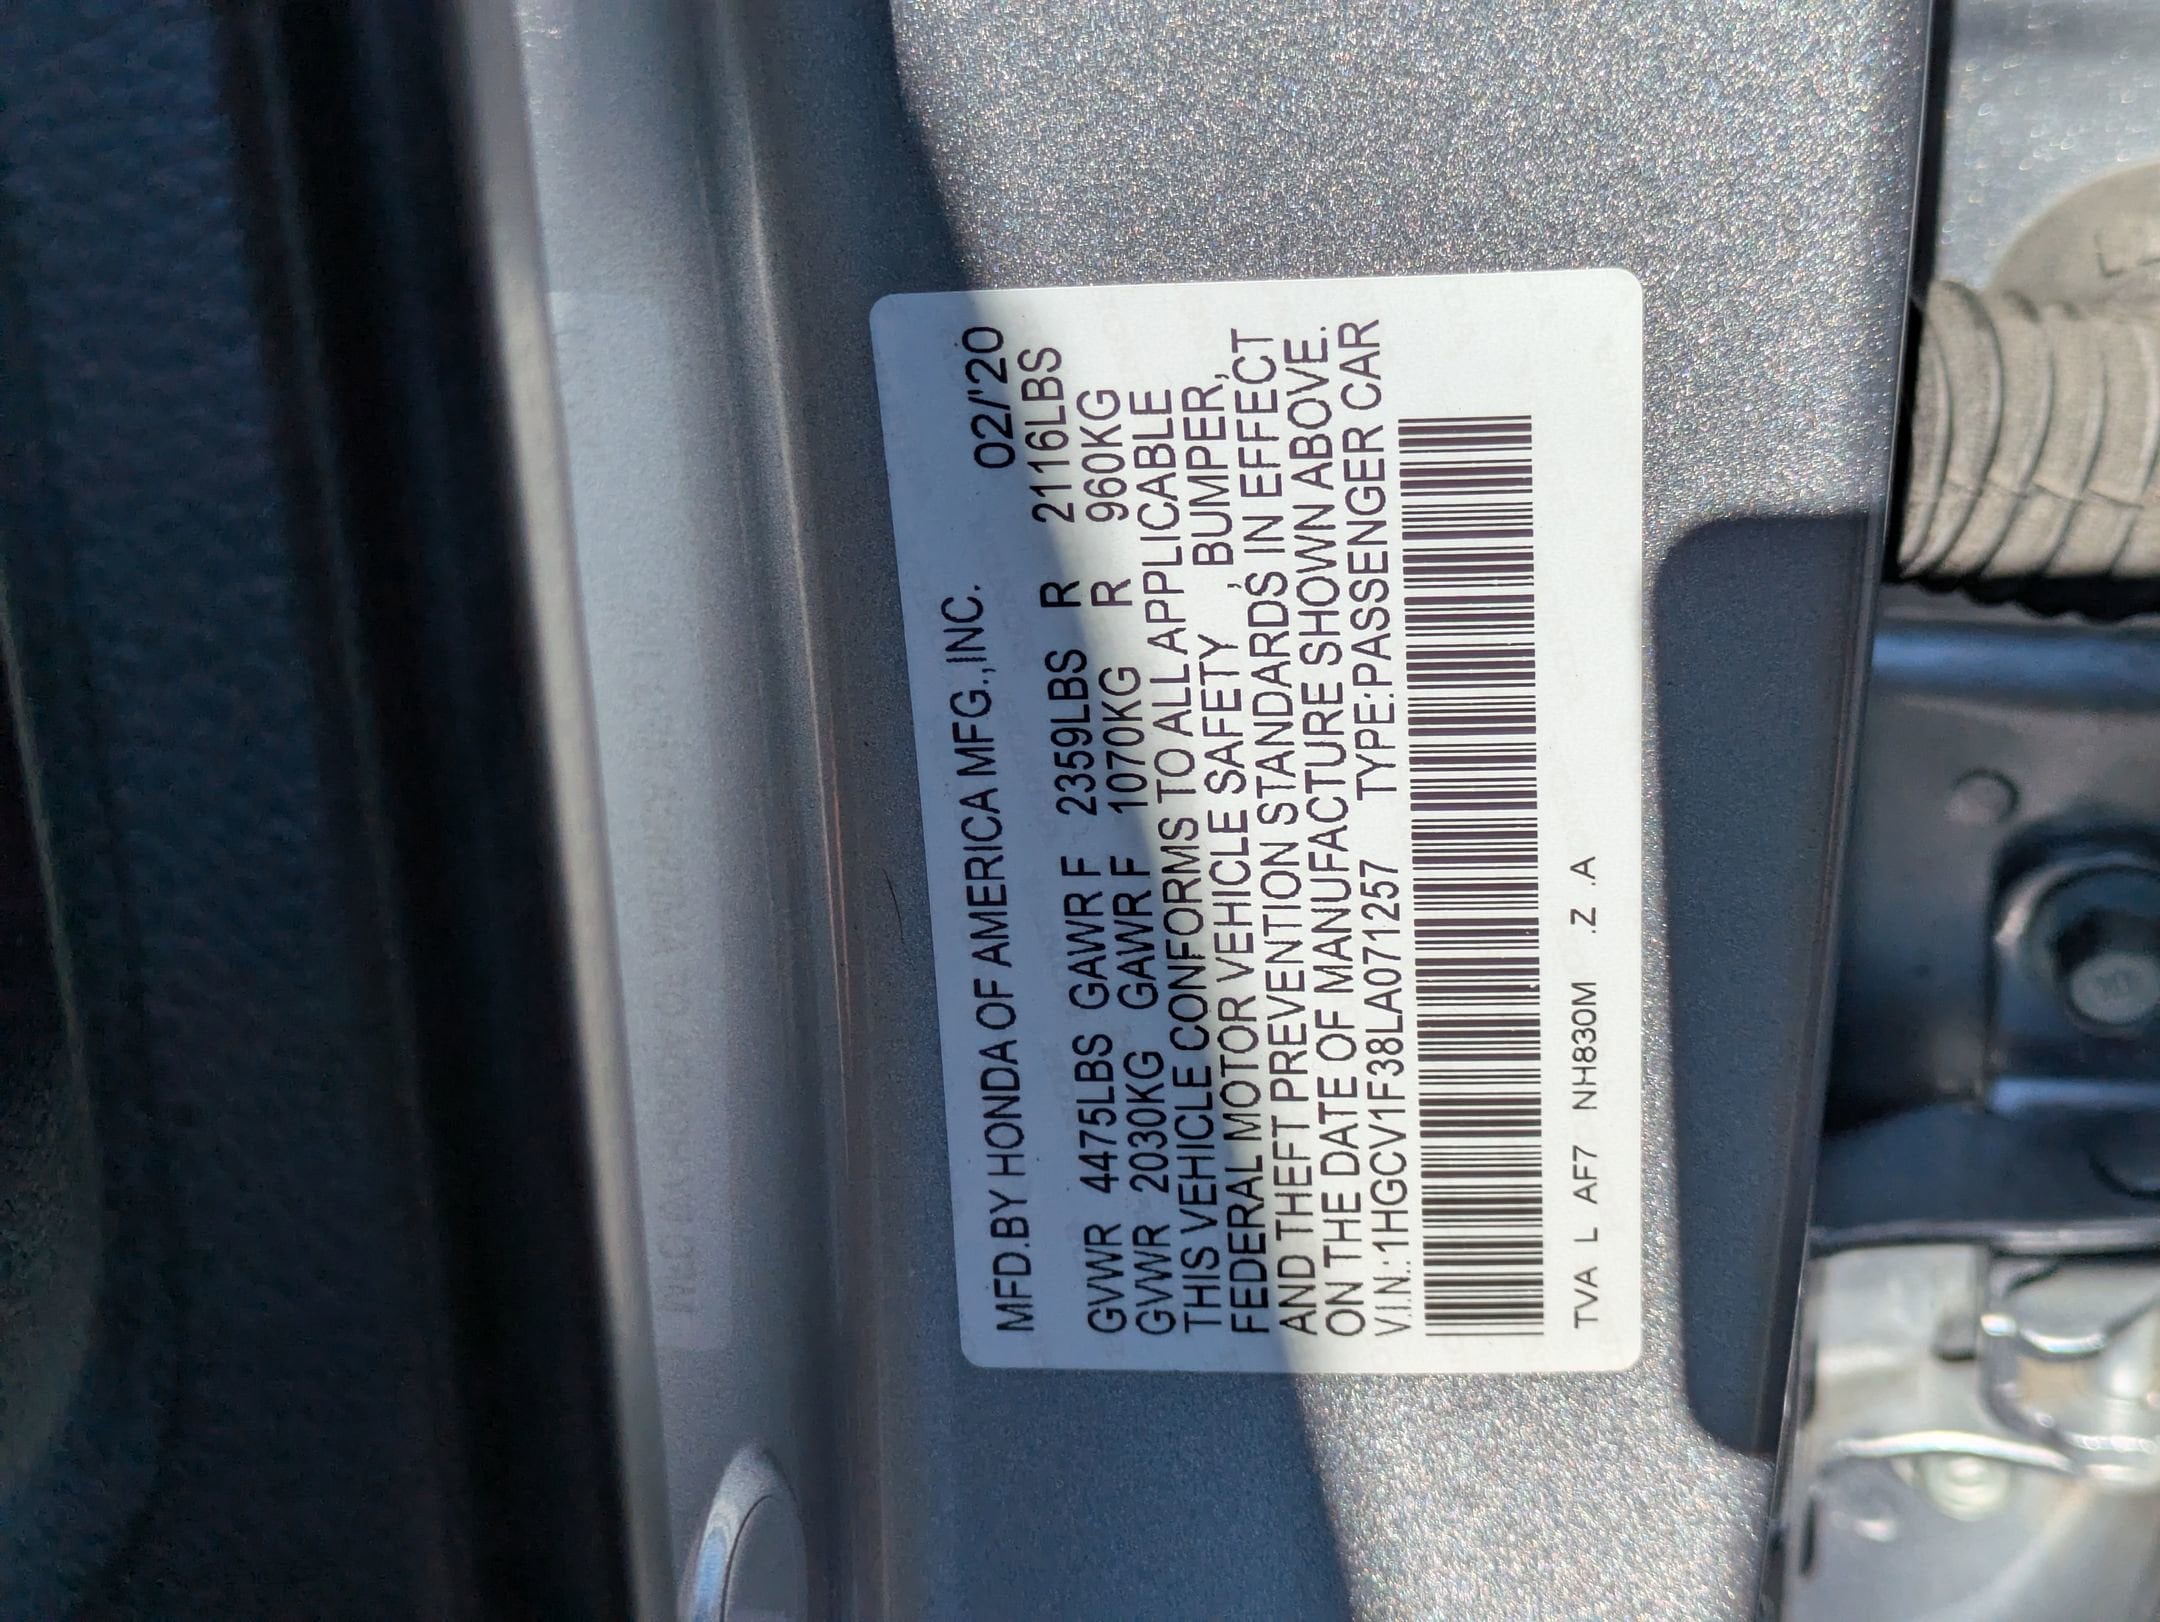 MFD.BY HONDA OF AMERICA MFG.,INC. 02/'20
GVWR 4475LBS GAWR F 2359LBS R 2116LBS
GVWR 2030KG GAWR F 1070KG R 960KG
THIS VEHICLE CONFORMS TO ALL APPLICABLE
FEDERAL MOTOR VEHICLE SAFETY , BUMPER,
AND THEFT PREVENTION STANDARDS IN EFFECT
ON THE DATE OF MANUFACTURE SHOWN ABOVE.
V.I.N.:1HGCV1F38LA071257 TYPE:PASSENGER CAR
TVA L AF7 NH830M .Z .A